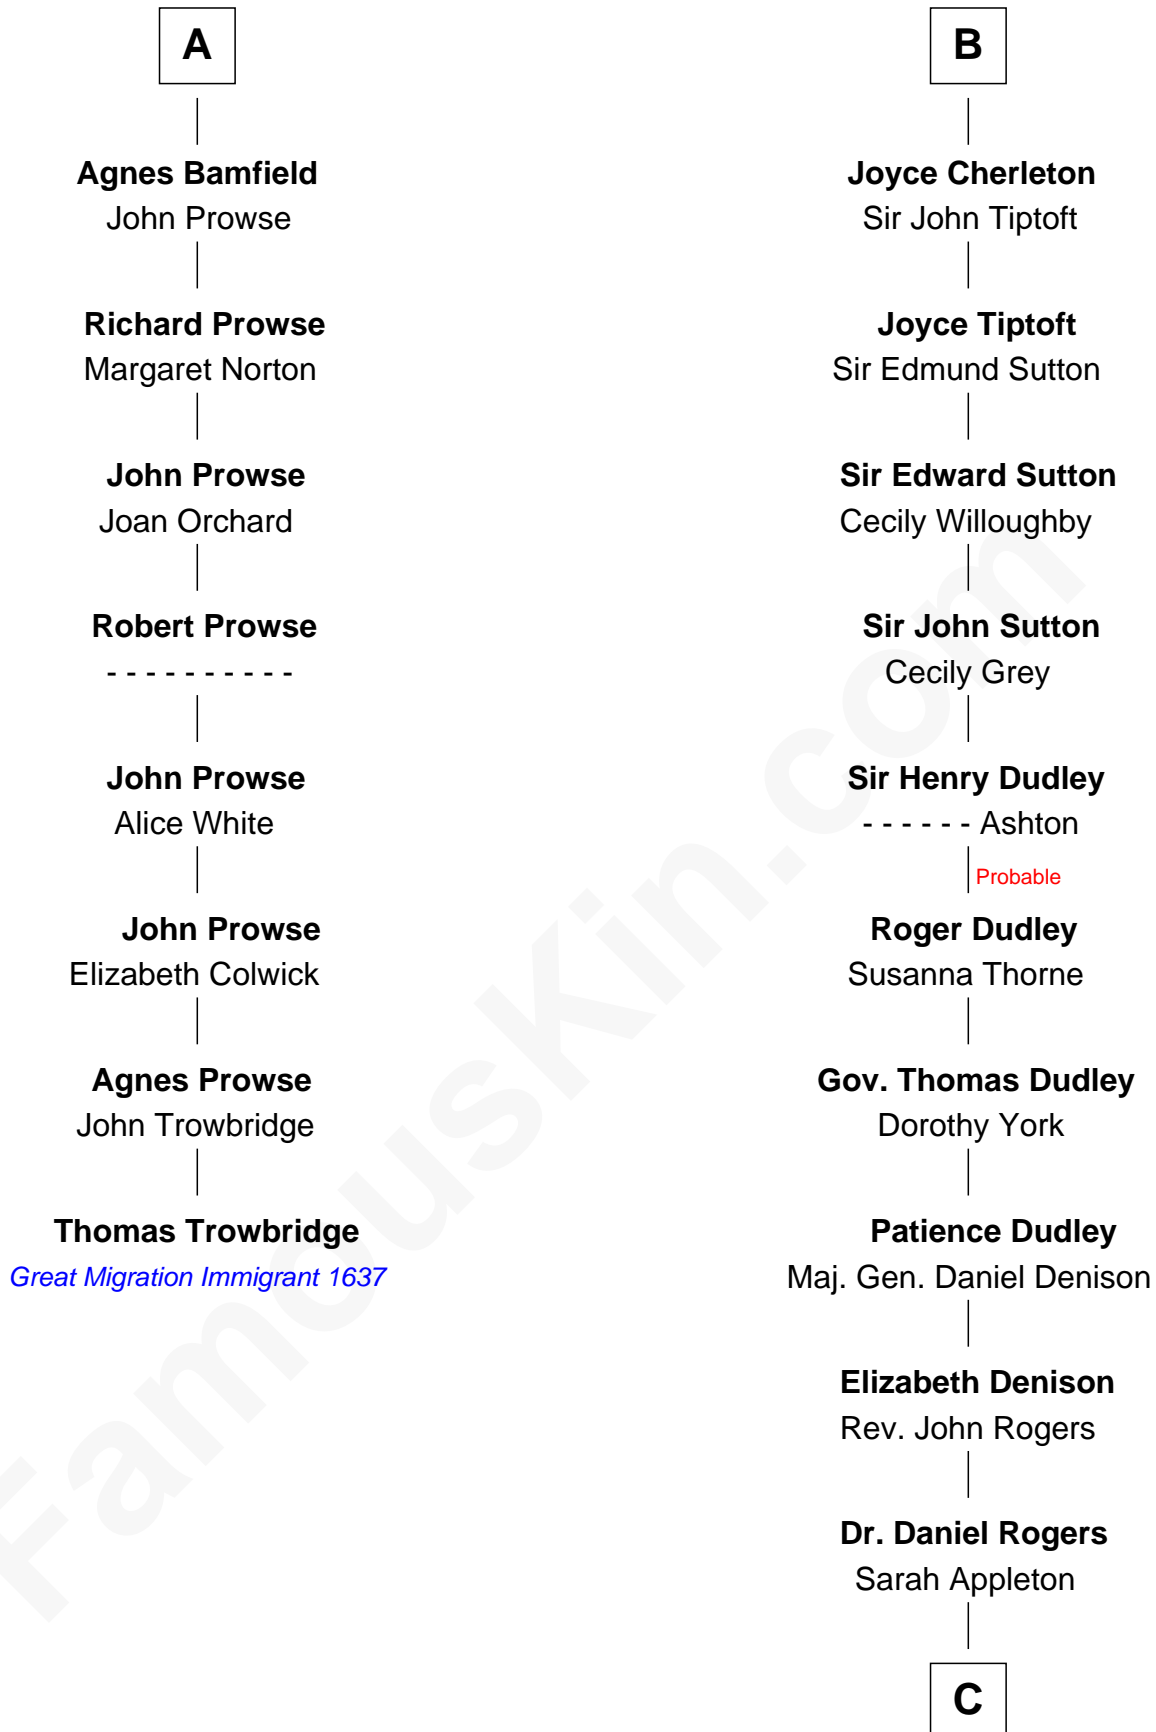 A
Agnes Bamfield
John Prowse
Richard Prowse
Margaret Norton
John Prowse
Joan Orchard
Robert Prowse
- - - - - - - - - -
John Prowse
Alice White
John Prowse
Elizabeth Colwick
Agnes Prowse
John Trowbridge
Thomas Trowbridge
Great Migration Immigrant 1637
B
Joyce Cherleton
Sir John Tiptoft
Joyce Tiptoft
Sir Edmund Sutton
Sir Edward Sutton
Cecily Willoughby
Sir John Sutton
Cecily Grey
Sir Henry Dudley
- - - - - - Ashton
Probable
Roger Dudley
Susanna Thorne
Gov. Thomas Dudley
Dorothy York
Patience Dudley
Maj. Gen. Daniel Denison
Elizabeth Denison
Rev. John Rogers
Dr. Daniel Rogers
Sarah Appleton
C
FamousKin.com